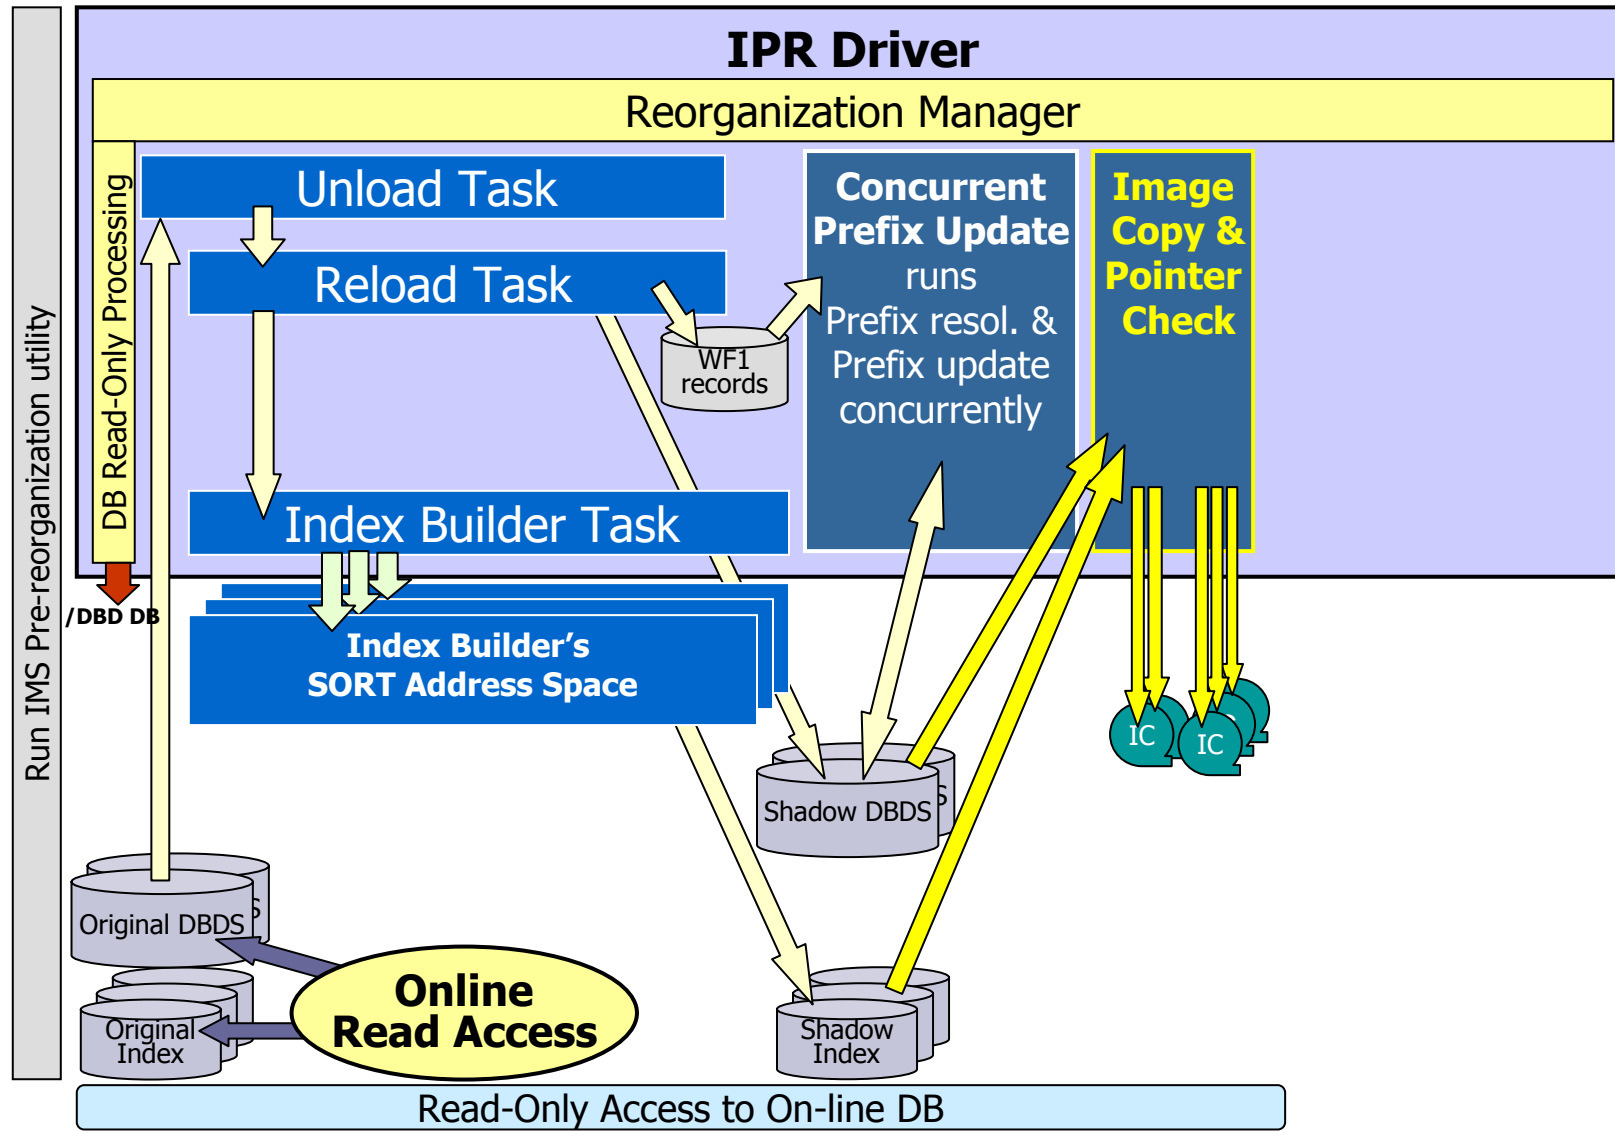 IPR Driver
Reorganization Manager
Run IMS Pre-reorganization utility
DB Read-Only Processing
/DBD DB
Unload Task
Reload Task
WF1
records
Index Builder Task
Index Builder’s
SORT Address Space
Concurrent
Prefix Update
runs
Prefix resol. &
Prefix update
concurrently
Image
Copy &
Pointer
Check
IC
IC
Shadow DBDS
S
Original DBDS
S
Original
Index
Online
Read Access
Shadow
Index
Read-Only Access to On-line DB